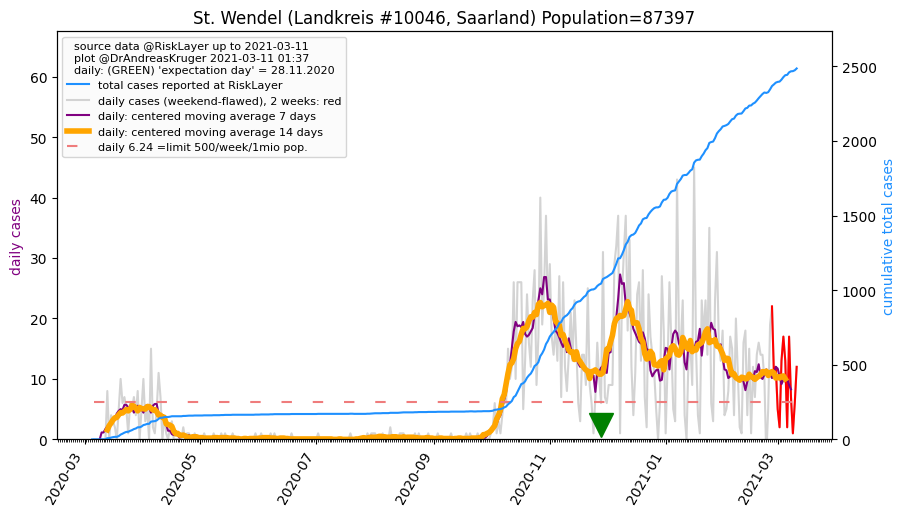 St. Wendel (Landkreis #10046, Saarland) Population=87397
source data @RiskLayer up to 2021-03-11
plot @DrAndreasKruger 2021-03-11 01:37
daily: (GREEN) 'expectation day' = 28.11.2020
total cases reported at RiskLayer
daily cases (weekend-flawed), 2 weeks: red
daily: centered moving average 7 days
daily: centered moving average 14 days
daily 6.24 =limit 500/week/1mio pop.
daily cases
60
50
40
30
20
10
0
cumulative total cases
2500
2000
1500
1000
500
0
2020-03
2020-05
2020-07
2020-09
2020-11
2021-01
2021-03